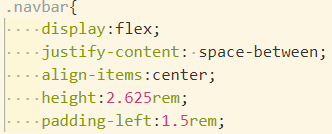 .navbar{
display:flex;
justify-content: space-between;
align-items:center;
height:2.625rem;
padding-left:1.5rem;